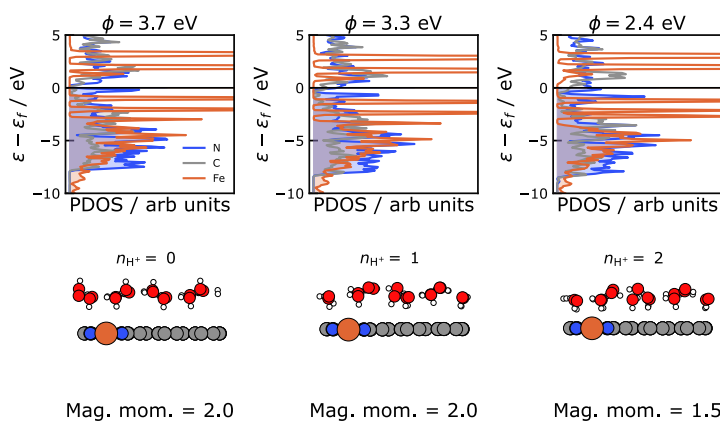 ϕ = 3.7 eV
ϕ = 3.3 eV
ϕ = 2.4 eV
5
0
−5
−10
ε − εf / eV
N
C
Fe
PDOS / arb units
5
0
−5
−10
ε − εf / eV
PDOS / arb units
5
0
−5
−10
ε − εf / eV
PDOS / arb units
nH+ = 0
nH+ = 1
nH+ = 2
Mag. mom. = 2.0
Mag. mom. = 2.0
Mag. mom. = 1.5